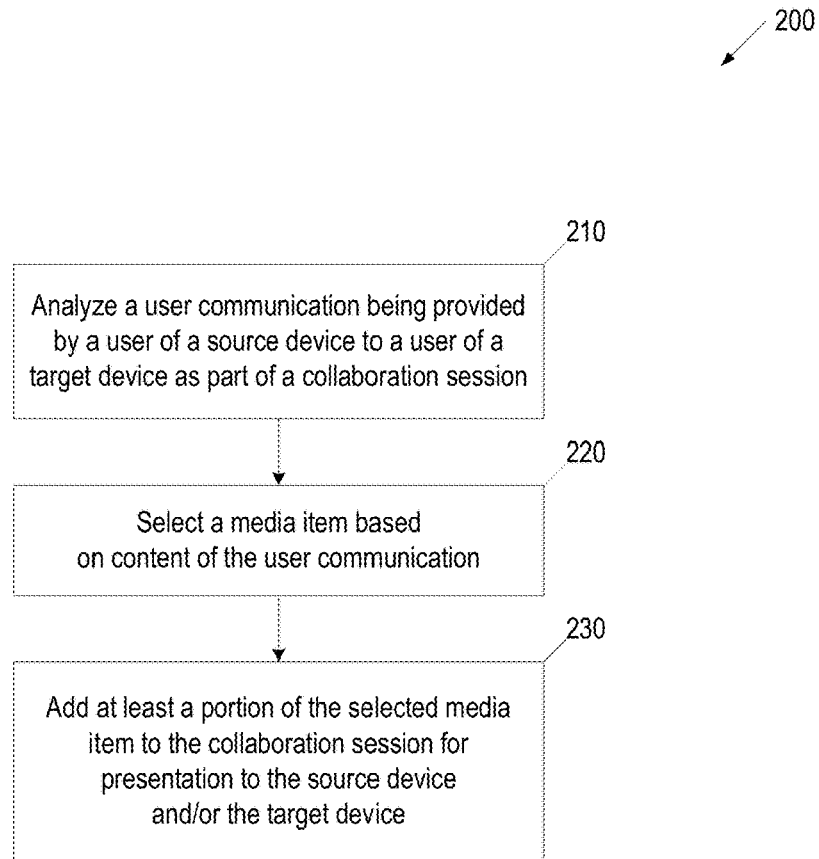 200
210
Analyze a user communication being provided
by a user of a source device to a user of a
target device as part of a collaboration session
220
Select a media item based
on content of the user communication
230
Add at least a portion of the selected media
item to the collaboration session for
presentation to the source device
and/or the target device